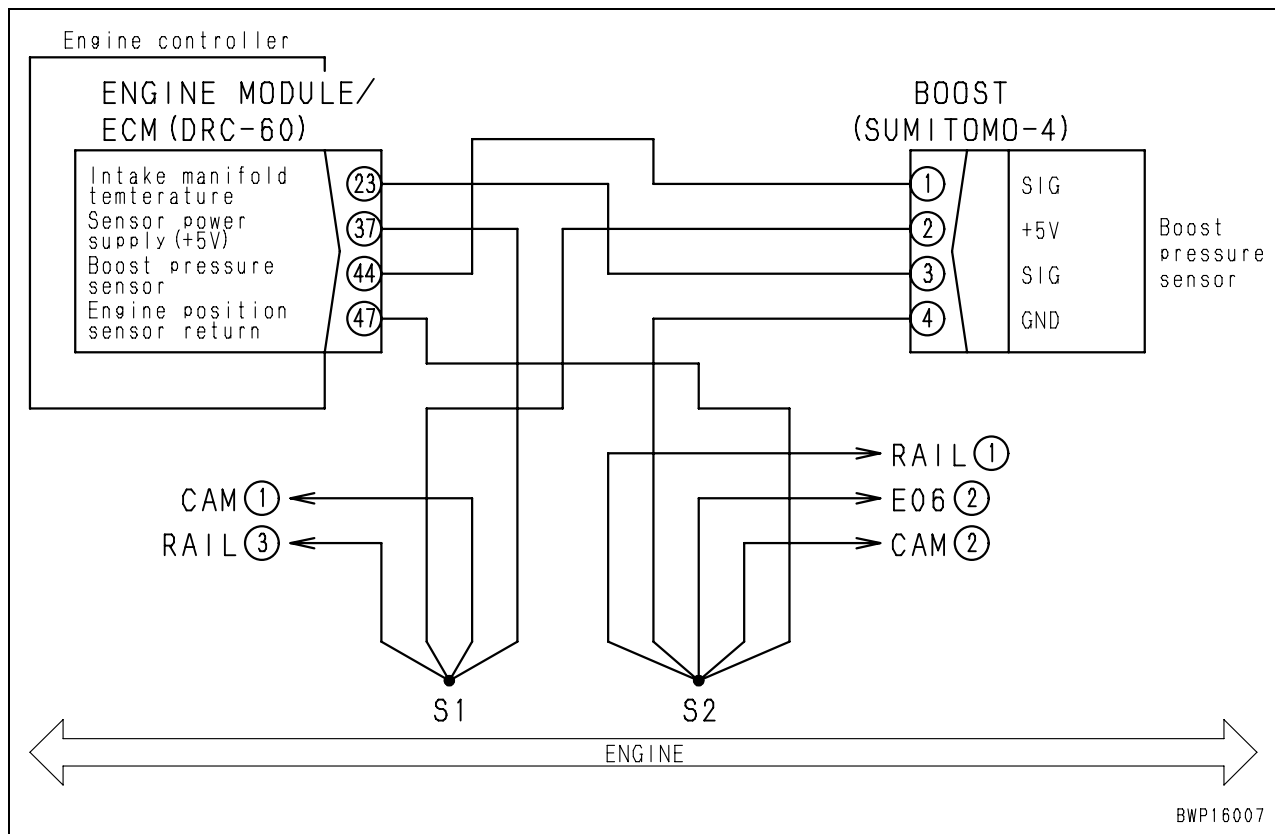 Engine controller
ENGINE MODULE/
ECM(DRC-60)
Intake manifold
temterature
Sensor power
supply(+5V)
Boost pressure
sensor
Engine position
sensor return
23
37
44
47
BOOST
(SUMITOMO-4)
1 SIG
2 +5V
3 SIG
4 GND
Boost
pressure
sensor
CAM 1
RAIL 3
RAIL 1
E06 2
CAM 2
S1
S2
ENGINE
BWP16007